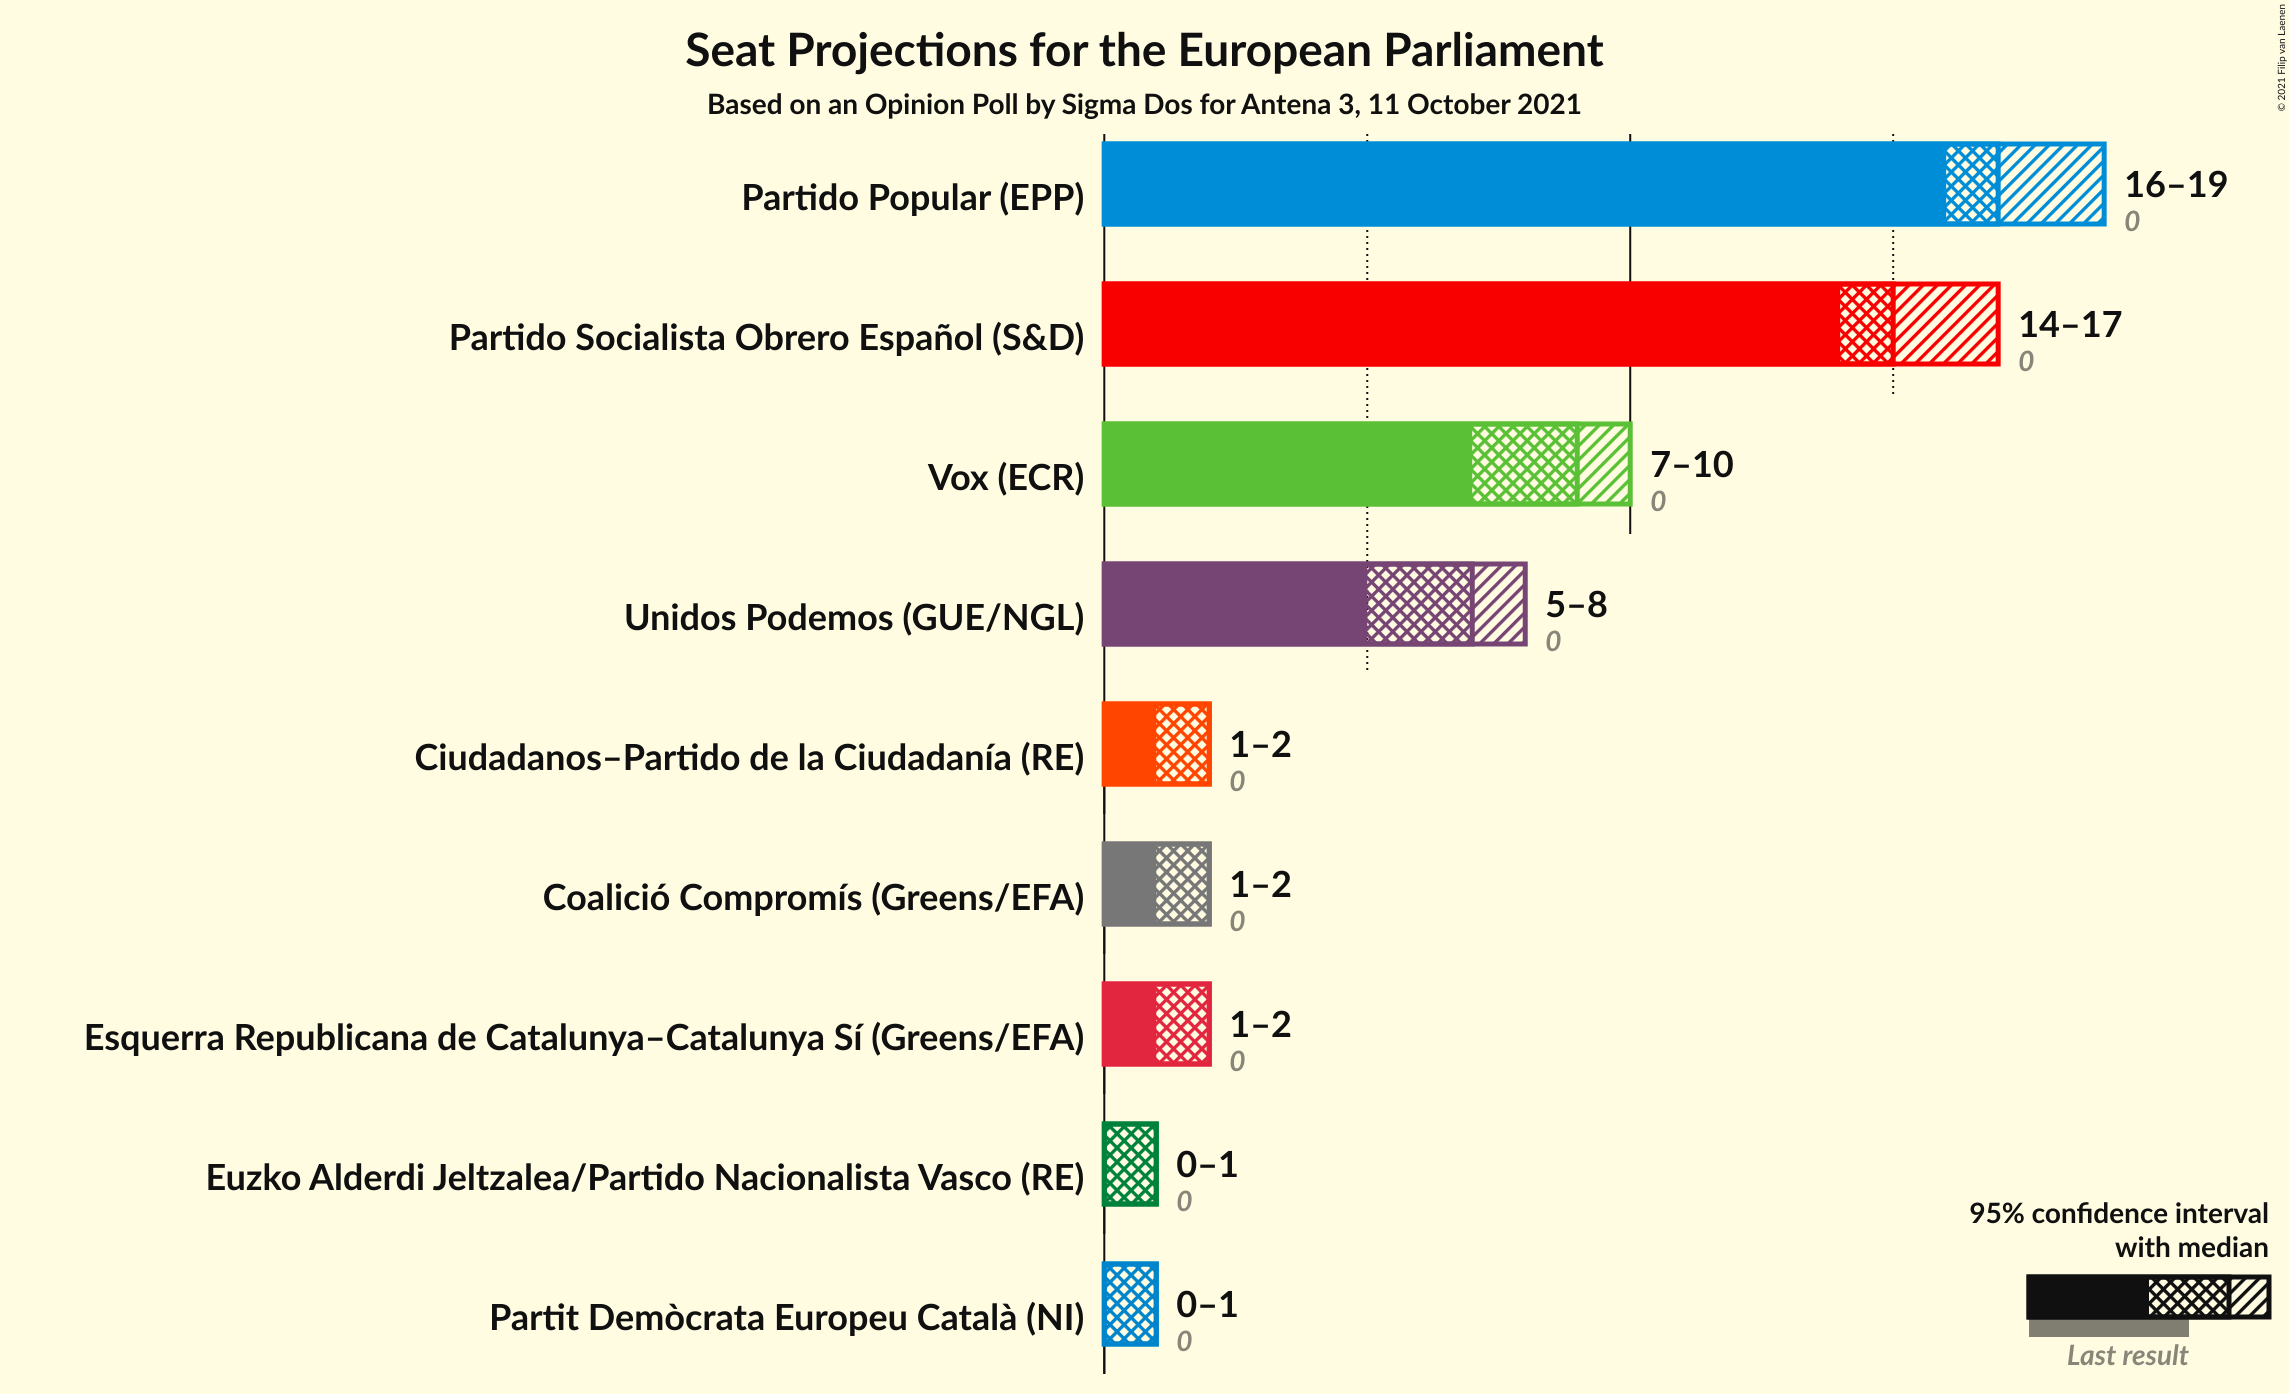 Seat Projections for the European Parliament
Based on an Opinion Poll by Sigma Dos for Antena 3, 11 October 2021
© 2021 Filip van Laenen
Partido Popular (EPP)
16–19
0
Partido Socialista Obrero Español (S&D)
14–17
0
Vox (ECR)
7–10
0
Unidos Podemos (GUE/NGL)
5–8
0
Ciudadanos–Partido de la Ciudadanía (RE)
1–2
0
Coalició Compromís (Greens/EFA)
1–2
0
Esquerra Republicana de Catalunya–Catalunya Sí (Greens/EFA)
1–2
0
Euzko Alderdi Jeltzalea/Partido Nacionalista Vasco (RE)
0–1
0
Partit Demòcrata Europeu Català (NI)
0–1
0
95% confidence interval
with median
Last result